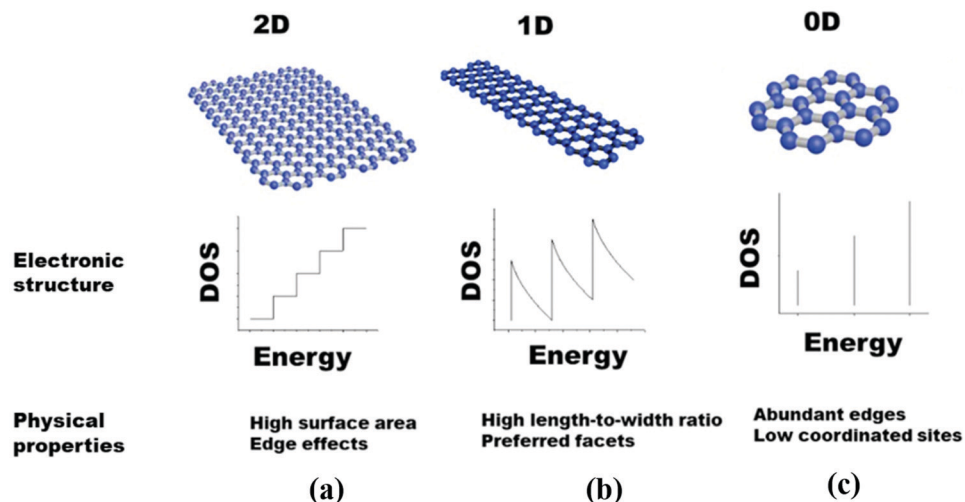 2D 1D 0D
Electronic
structure
DOS
Energy
DOS
Energy
DOS
Energy
Physical
properties
High surface area
Edge effects
High length-to-width ratio
Preferred facets
Abundant edges
Low coordinated sites
(a) (b) (c)